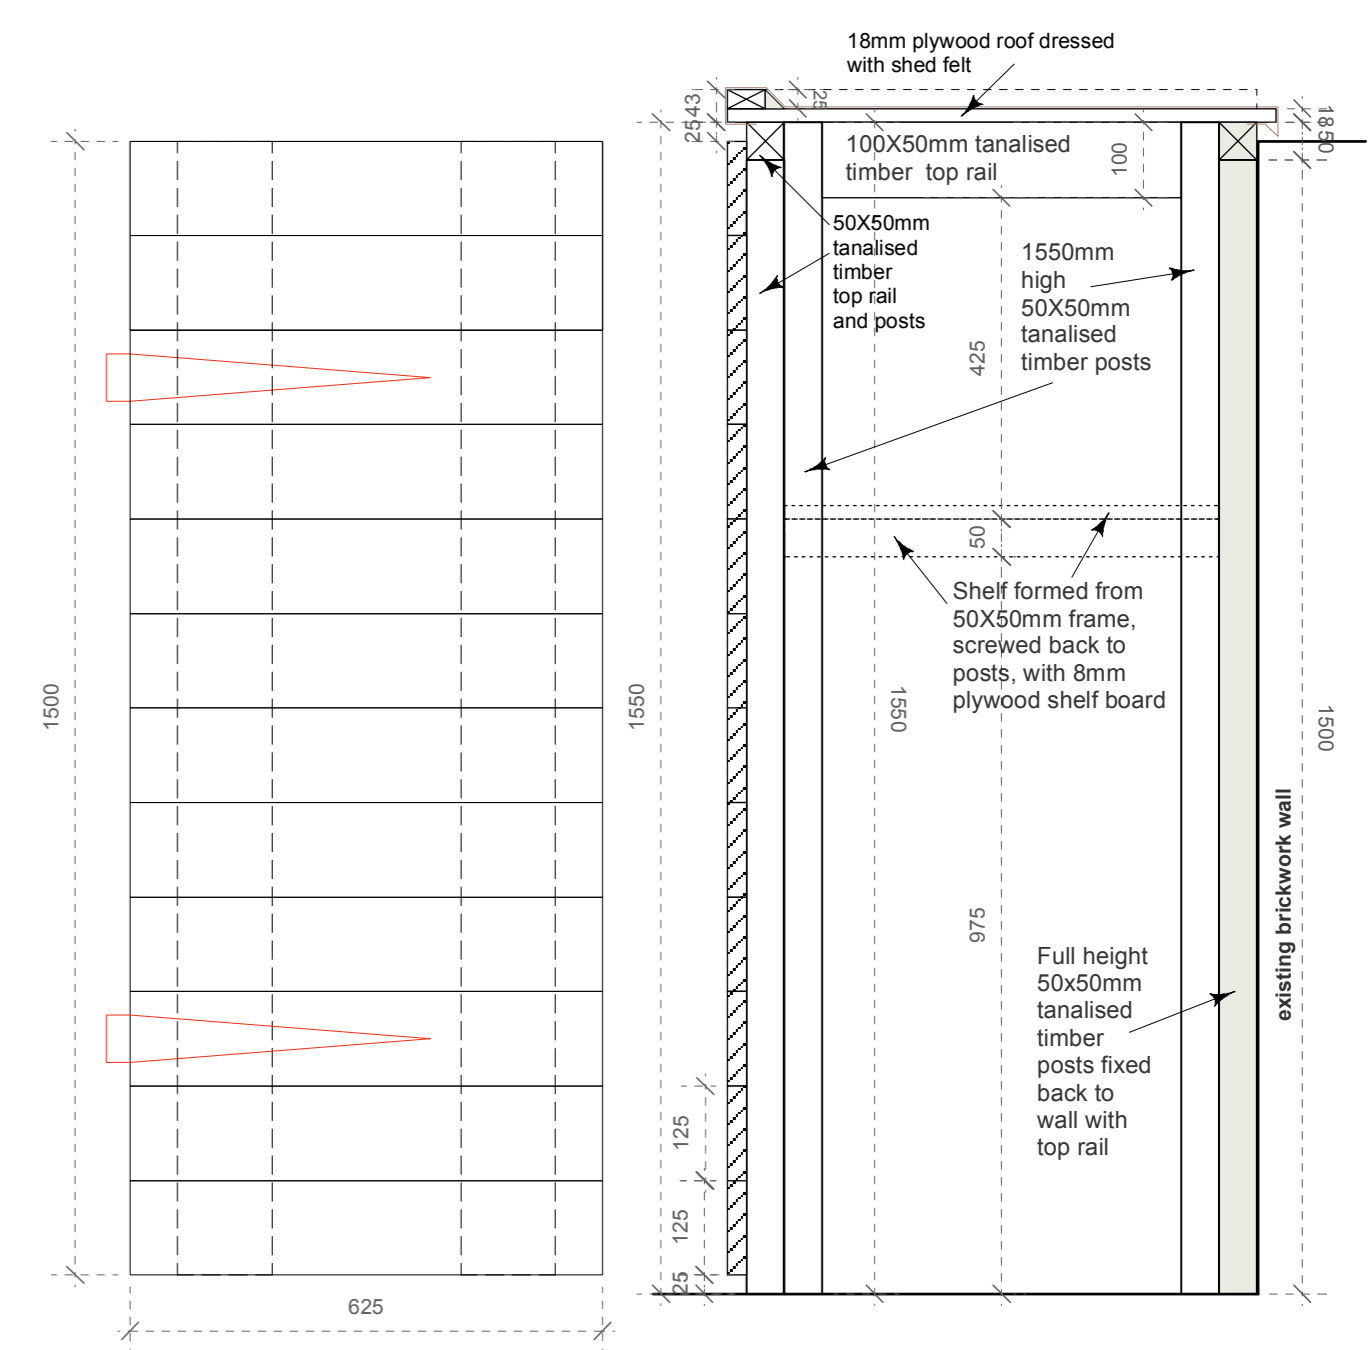 18mm plywood roof dressed
with shed felt
43
25
25
18
50
100X50mm tanalised
timber top rail
100
50X50mm
tanalised
timber
top rail
and posts
1550mm
high
50X50mm
tanalised
timber posts
425
50
Shelf formed from
50X50mm frame,
screwed back to
posts, with 8mm
plywood shelf board
1500
1550
1550
1500
existing brickwork wall
975
Full height
50x50mm
tanalised
timber
posts fixed
back to
wall with
top rail
125
125
25
625